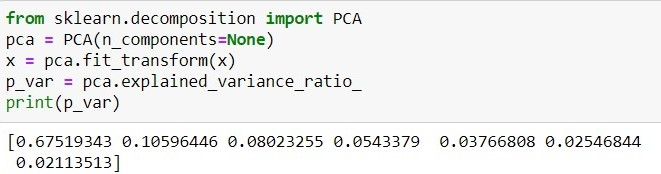 from sklearn.decomposition import PCA
pca = PCA(n_components=None)
x = pca.fit_transform(x)
p_var = pca.explained_variance_ratio_
print(p_var)
[0.67519343 0.10596446 0.08023255 0.0543379  0.03766808 0.02546844
 0.02113513]